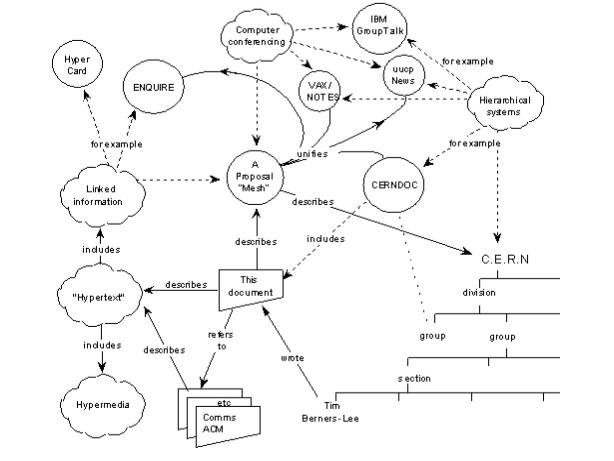 Computer
conferencing
IBM
GroupTalk
Hyper
Card
ENQUIRE
VAX/
NOTES
uucp
News
for example
Hierarchical
systems
for example
for example
unifies
A
Proposal
"Mesh"
CERNDOC
Linked
information
describes
includes
describes
includes
C.E.R.N
This
document
describes
"Hypertext"
division
refers
to
group
group
includes
describes
wrote
section
Hypermedia
etc
Comms
ACM
Tim
Berners-Lee